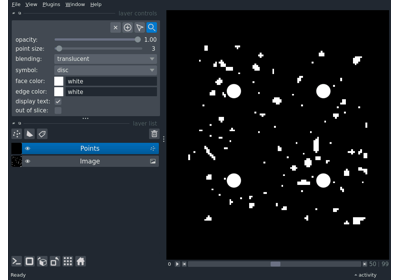 File View Plugins Window Help
layer controls
opacity: 1.00
point size: 3
blending: translucent
symbol: disc
face color: white
edge color: white
display text:
out of slice:
layer list
Points
Image
50 99
Ready
activity